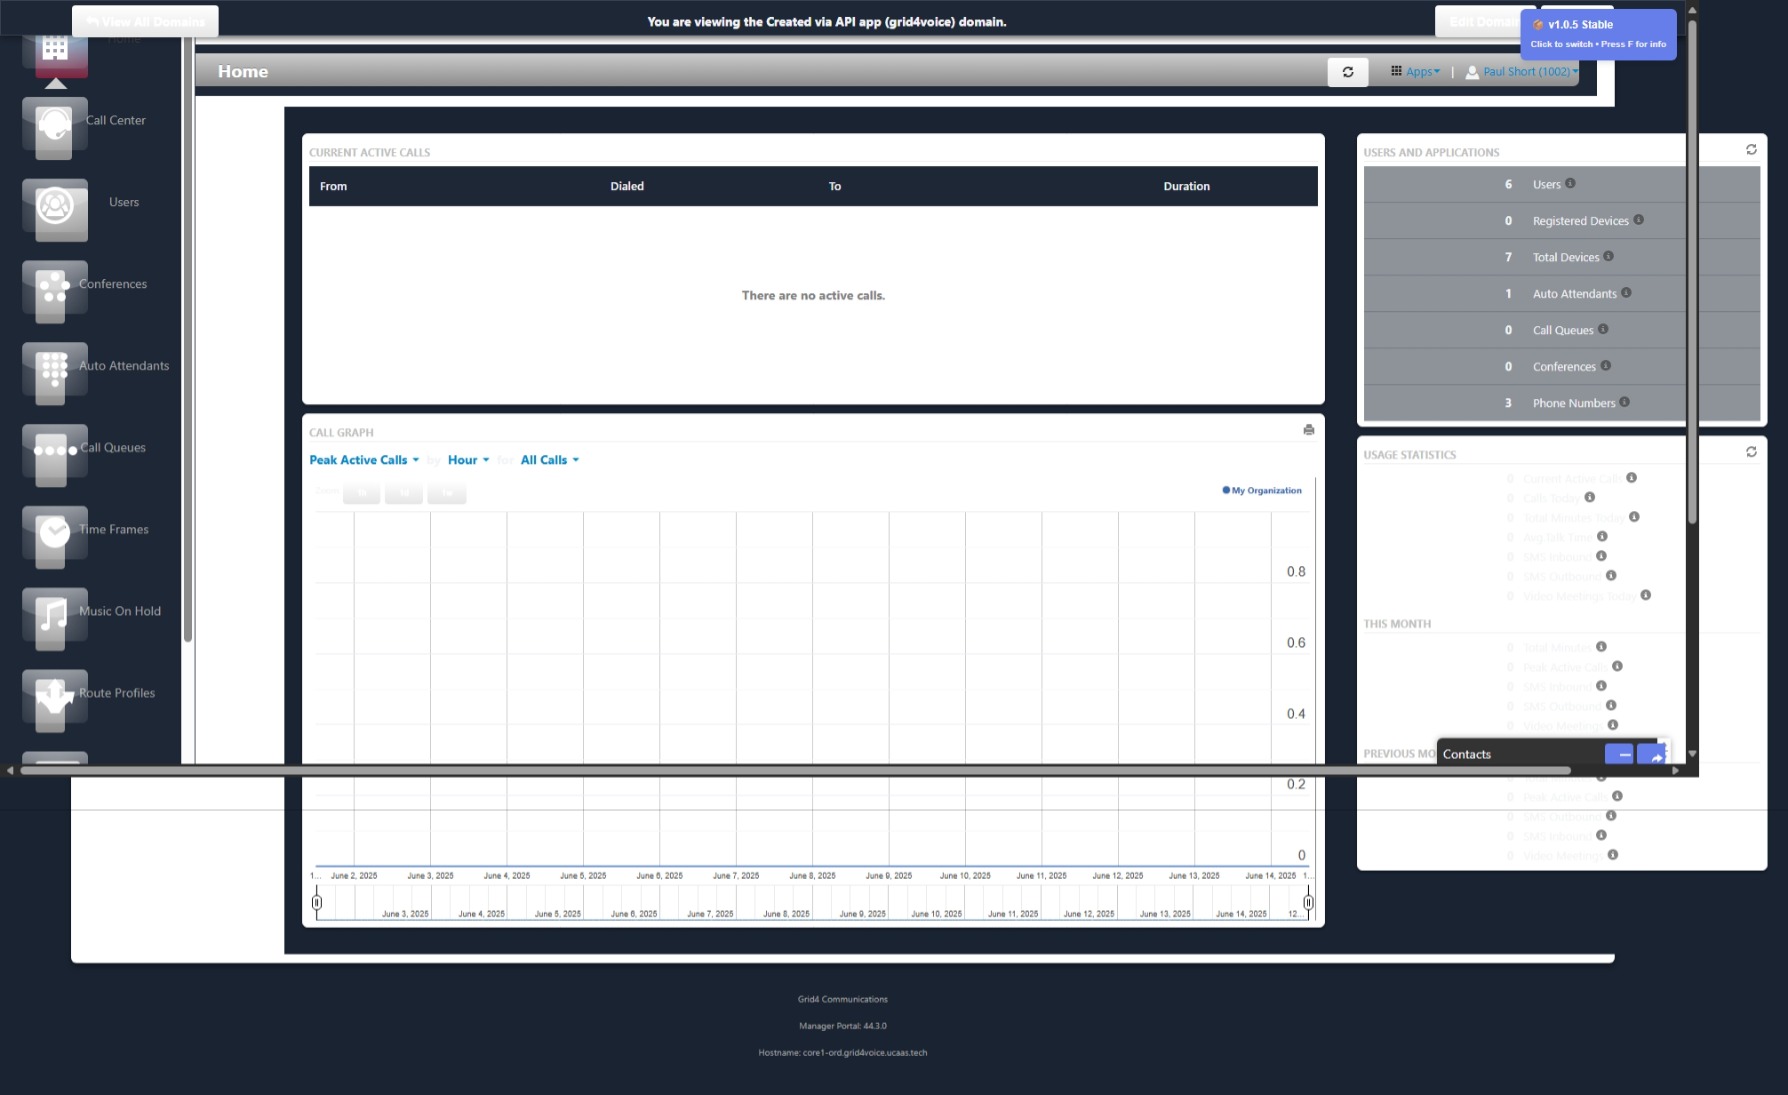 View All Domains
You are viewing the Created via API app (grid4voice) domain.
Edit Domain
v1.0.5 Stable
Click to switch • Press F for info
Home
Apps
Paul Short (1002)
Home
Call Center
Users
Conferences
Auto Attendants
Call Queues
Time Frames
Music On Hold
Route Profiles
CURRENT ACTIVE CALLS
From Dialed To Duration
There are no active calls.
CALL GRAPH
Peak Active Calls by Hour for All Calls
Zoom
My Organization
0.8
0.6
0.4
0.2
0
1... June 2, 2025 June 3, 2025 June 4, 2025 June 5, 2025 June 6, 2025 June 7, 2025 June 8, 2025 June 9, 2025 June 10, 2025 June 11, 2025 June 12, 2025 June 13, 2025 June 14, 2025 1...
June 3, 2025 June 4, 2025 June 5, 2025 June 6, 2025 June 7, 2025 June 8, 2025 June 9, 2025 June 10, 2025 June 11, 2025 June 12, 2025 June 13, 2025 June 14, 2025 12...
USERS AND APPLICATIONS
6 Users
0 Registered Devices
7 Total Devices
1 Auto Attendants
0 Call Queues
0 Conferences
3 Phone Numbers
USAGE STATISTICS
0 Current Active Calls
0 Calls Today
0 Total Minutes Today
0 Avg Talk Time
0 SMS Inbound
0 SMS Outbound
0 Video Meetings Today
THIS MONTH
0 Total Minutes
0 Peak Active Calls
0 SMS Inbound
0 SMS Outbound
0 Video Meetings
PREVIOUS MO
Contacts
0 Peak Active Calls
0 SMS Outbound
0 SMS Inbound
0 Video Meetings
Grid4 Communications
Manager Portal: 44.3.0
Hostname: core1-ord.grid4voice.ucaas.tech